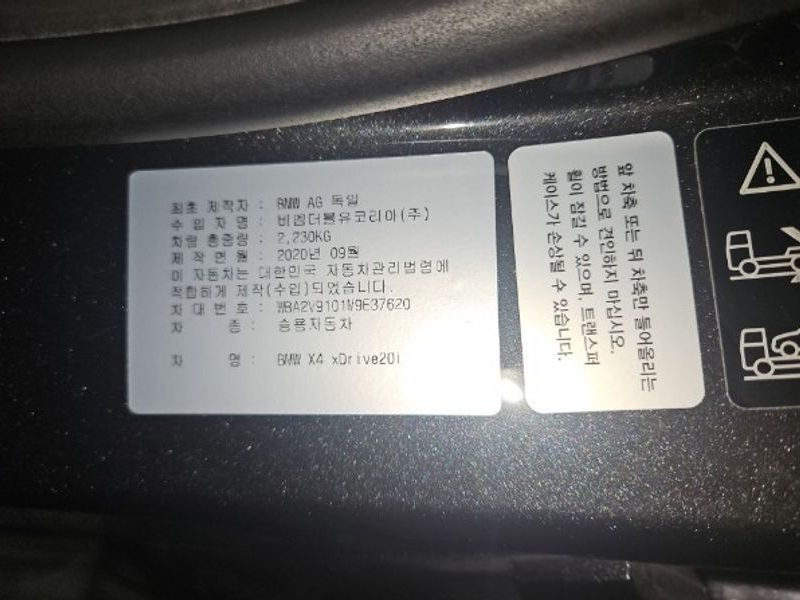 최초 제작자 : BMW AG 독일
수 입 자 명 : 비엠더블유코리아(주)
차량 총중량 : 2,230KG
제 작 년 월 : 2020년 09월
이 자동차는 대한민국 자동차관리법령에
적합하게 제작(수입)되었습니다.
차 대 번 호 : WBA2V9101W9E37620
차 종 : 승용자동차
차 명 : BMW X4 xDrive20i
앞 차축 또는 뒤 차축만 들어올리는
방법으로 견인하지 마십시오.
휠이 잠길 수 있으며, 트랜스퍼
케이스가 손상될 수 있습니다.